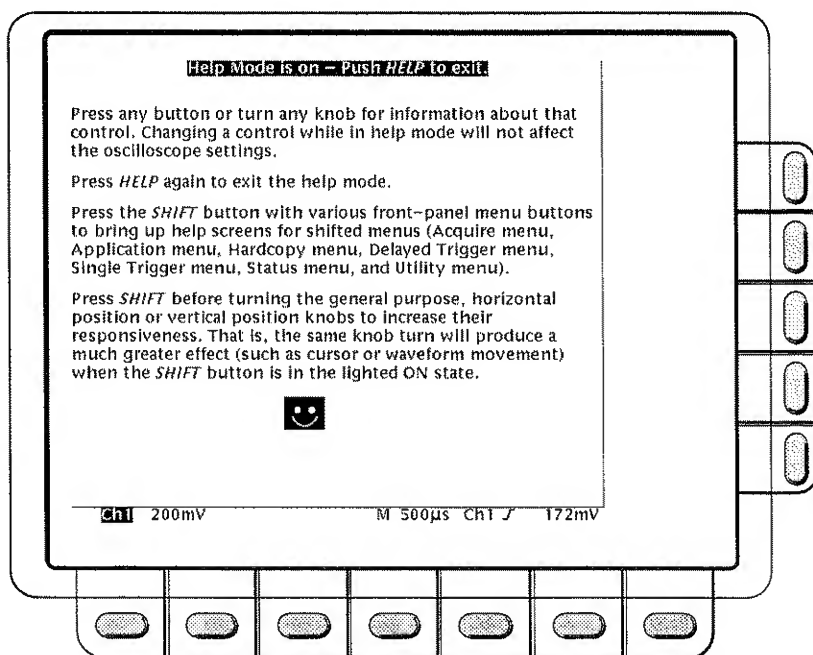 Help Mode is on – Push HELP to exit.
Press any button or turn any knob for information about that
control. Changing a control while in help mode will not affect
the oscilloscope settings.
Press HELP again to exit the help mode.
Press the SHIFT button with various front-panel menu buttons
to bring up help screens for shifted menus (Acquire menu,
Application menu, Hardcopy menu, Delayed Trigger menu,
Single Trigger menu, Status menu, and Utility menu).
Press SHIFT before turning the general purpose, horizontal
position or vertical position knobs to increase their
responsiveness. That is, the same knob turn will produce a
much greater effect (such as cursor or waveform movement)
when the SHIFT button is in the lighted ON state.
Ch1 200mV M 500µs Ch1 ʃ 172mV